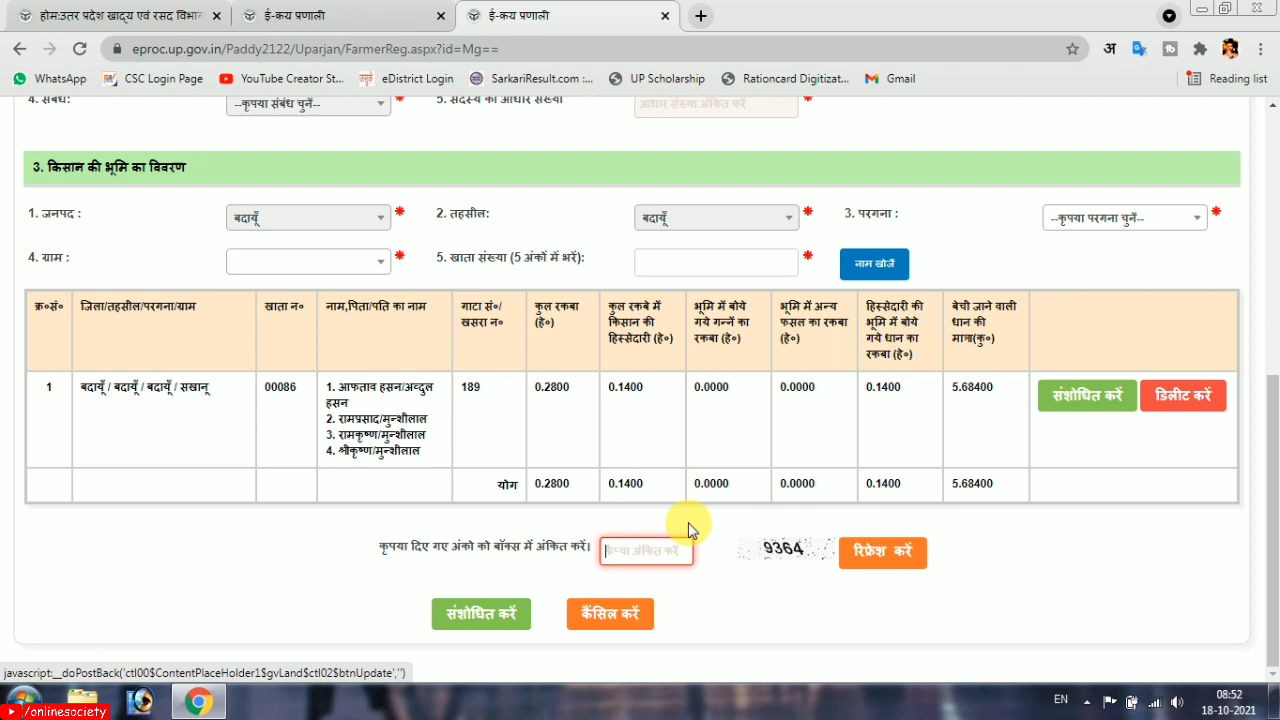 होम:उतर प्रदेश खाद्य एवं रसद विभाग
ई-क्रय प्रणाली
ई-क्रय प्रणाली
eproc.up.gov.in/Paddy2122/Uparjan/FarmerReg.aspx?id=Mg==
WhatsApp
CSC Login Page
YouTube Creator St...
eDistrict Login
SarkariResult.com :...
UP Scholarship
Rationcard Digitizat...
Gmail
Reading list
4. संबंध:
--कृपया संबंध चुनें--
5. सदस्य का आधार संख्या
आधार संख्या अंकित करें
3. किसान की भूमि का विवरण
1. जनपद :
बदायूँ
2. तहसील:
बदायूँ
3. परगना :
--कृपया परगना चुनें--
4. ग्राम :
5. खाता संख्या (5 अंकों में भरें):
नाम खोजें
क्र०सं०
जिला/तहसील/परगना/ग्राम
खाता न०
नाम,पिता/पति का नाम
गाटा सं०/
खसरा न०
कुल रकबा
(हे०)
कुल रकबे में
किसान की
हिस्सेदारी (हे०)
भूमि में बोये
गये गन्नें का
रकबा (हे०)
भूमि में अन्य
फसल का रकबा
(हे०)
हिस्सेदारी की
भूमि में बोये
गये धान का
रकबा (हे०)
बेची जाने वाली
धान की
मात्रा(कु०)
1
बदायूँ / बदायूँ / बदायूँ / सखानू
00086
1. आफताव हसन/अव्दुल
हसन
2. रामप्रसाद/मुन्शीलाल
3. रामकृष्ण/मुन्शीलाल
4. श्रीकृष्ण/मुन्शीलाल
189
0.2800
0.1400
0.0000
0.0000
0.1400
5.68400
संशोधित करें
डिलीट करें
योग
0.2800
0.1400
0.0000
0.0000
0.1400
5.68400
कृपया दिए गए अंको को बॉक्स में अंकित करें।
अंकित करें
9364
रिफ्रेश करें
संशोधित करें
कैंसिल करें
javascript:__doPostBack('ctl00$ContentPlaceHolder1$gvLand$ctl02$btnUpdate','')
EN
08:52
18-10-2021
/onlinesociety